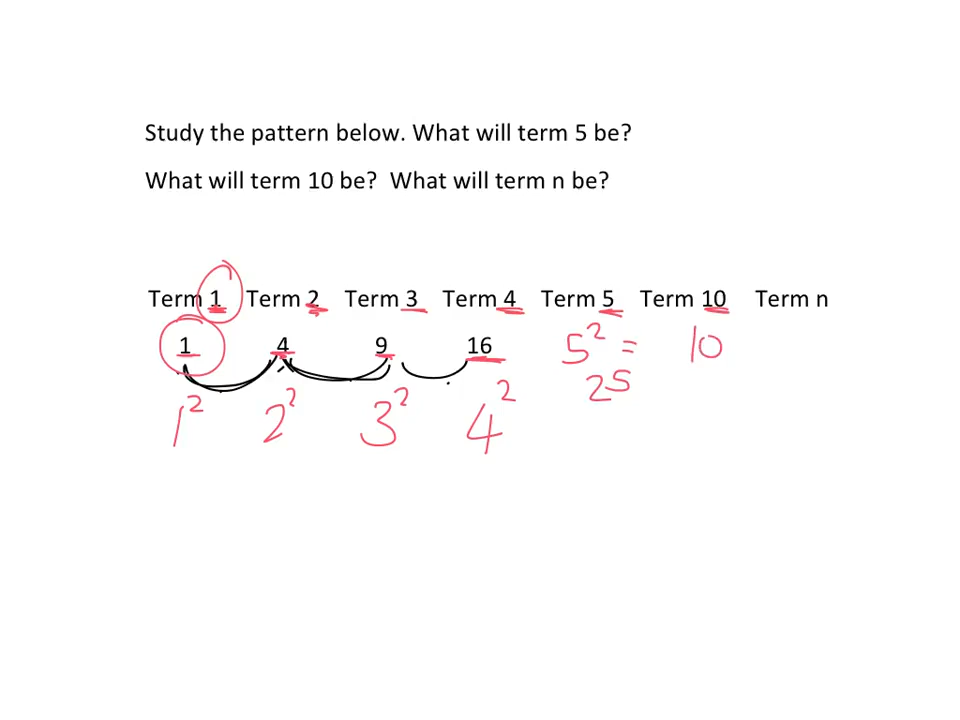 Study the pattern below. What will term 5 be?
What will term 10 be? What will term n be?
Term 1 Term 2 Term 3 Term 4 Term 5 Term 10 Term n
1 4 9 16 5² = 10
25
1² 2² 3² 4²